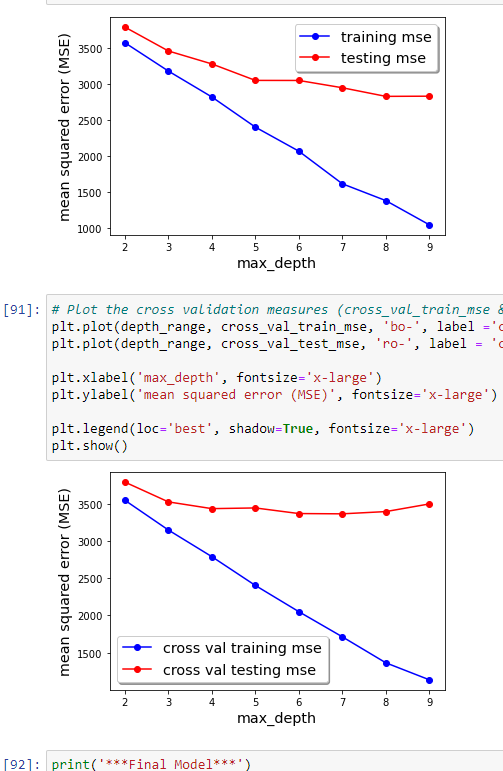 training mse
testing mse
3500
3000
2500
2000
1500
1000
mean squared error (MSE)
2 3 4 5 6 7 8 9
max_depth
[91]: # Plot the cross validation measures (cross_val_train_mse &
plt.plot(depth_range, cross_val_train_mse, 'bo-', label ='c
plt.plot(depth_range, cross_val_test_mse, 'ro-', label = 'c
plt.xlabel('max_depth', fontsize='x-large')
plt.ylabel('mean squared error (MSE)', fontsize='x-large')
plt.legend(loc='best', shadow=True, fontsize='x-large')
plt.show()
3500
3000
2500
2000
1500
mean squared error (MSE)
cross val training mse
cross val testing mse
2 3 4 5 6 7 8 9
max_depth
[92]: print('***Final Model***')